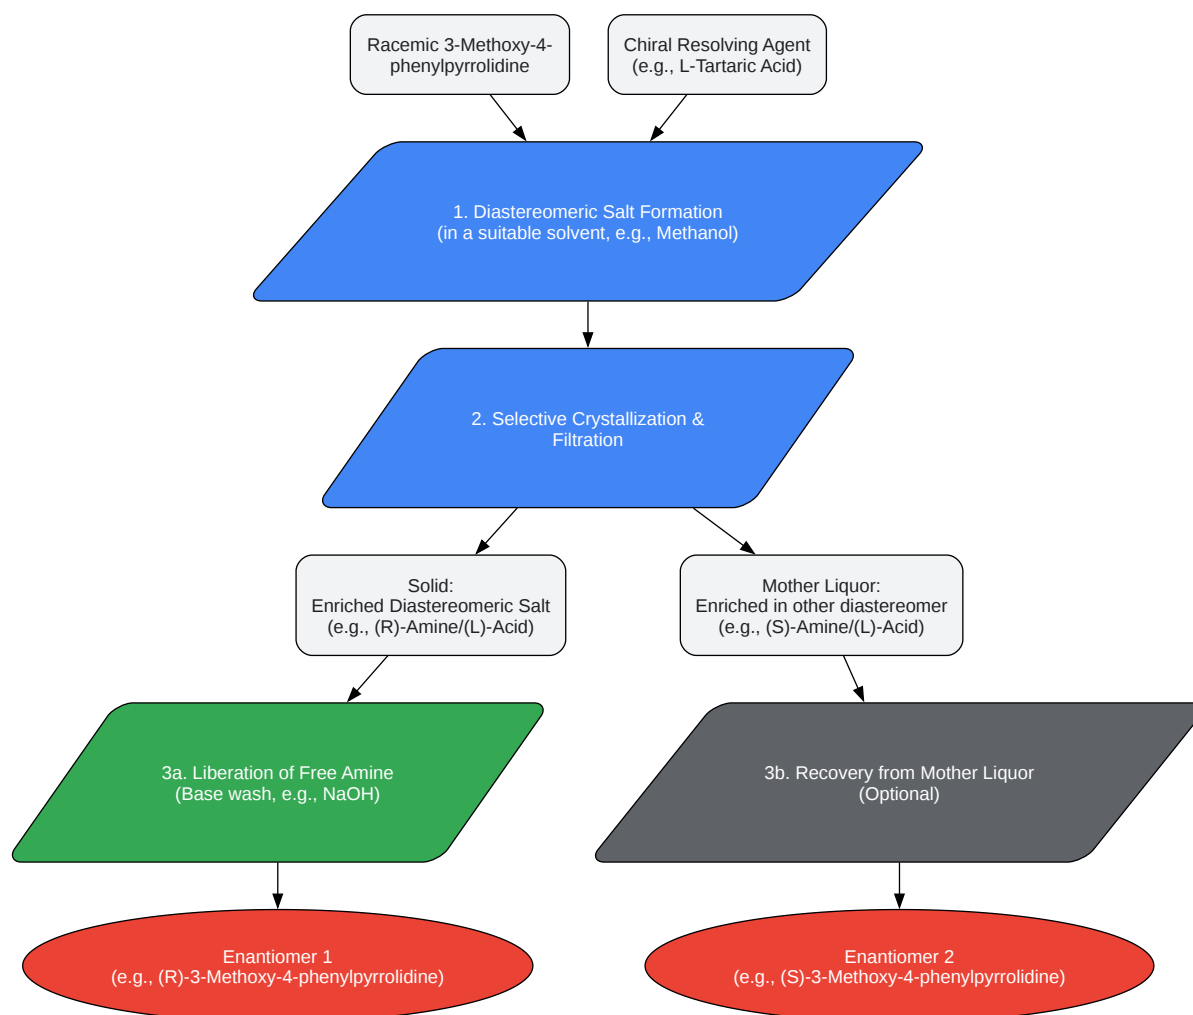 Racemic 3-Methoxy-4-
phenylpyrrolidine
Chiral Resolving Agent
(e.g., L-Tartaric Acid)
1. Diastereomeric Salt Formation
(in a suitable solvent, e.g., Methanol)
2. Selective Crystallization &
Filtration
Solid:
Enriched Diastereomeric Salt
(e.g., (R)-Amine/(L)-Acid)
Mother Liquor:
Enriched in other diastereomer
(e.g., (S)-Amine/(L)-Acid)
3a. Liberation of Free Amine
(Base wash, e.g., NaOH)
3b. Recovery from Mother Liquor
(Optional)
Enantiomer 1
(e.g., (R)-3-Methoxy-4-phenylpyrrolidine)
Enantiomer 2
(e.g., (S)-3-Methoxy-4-phenylpyrrolidine)